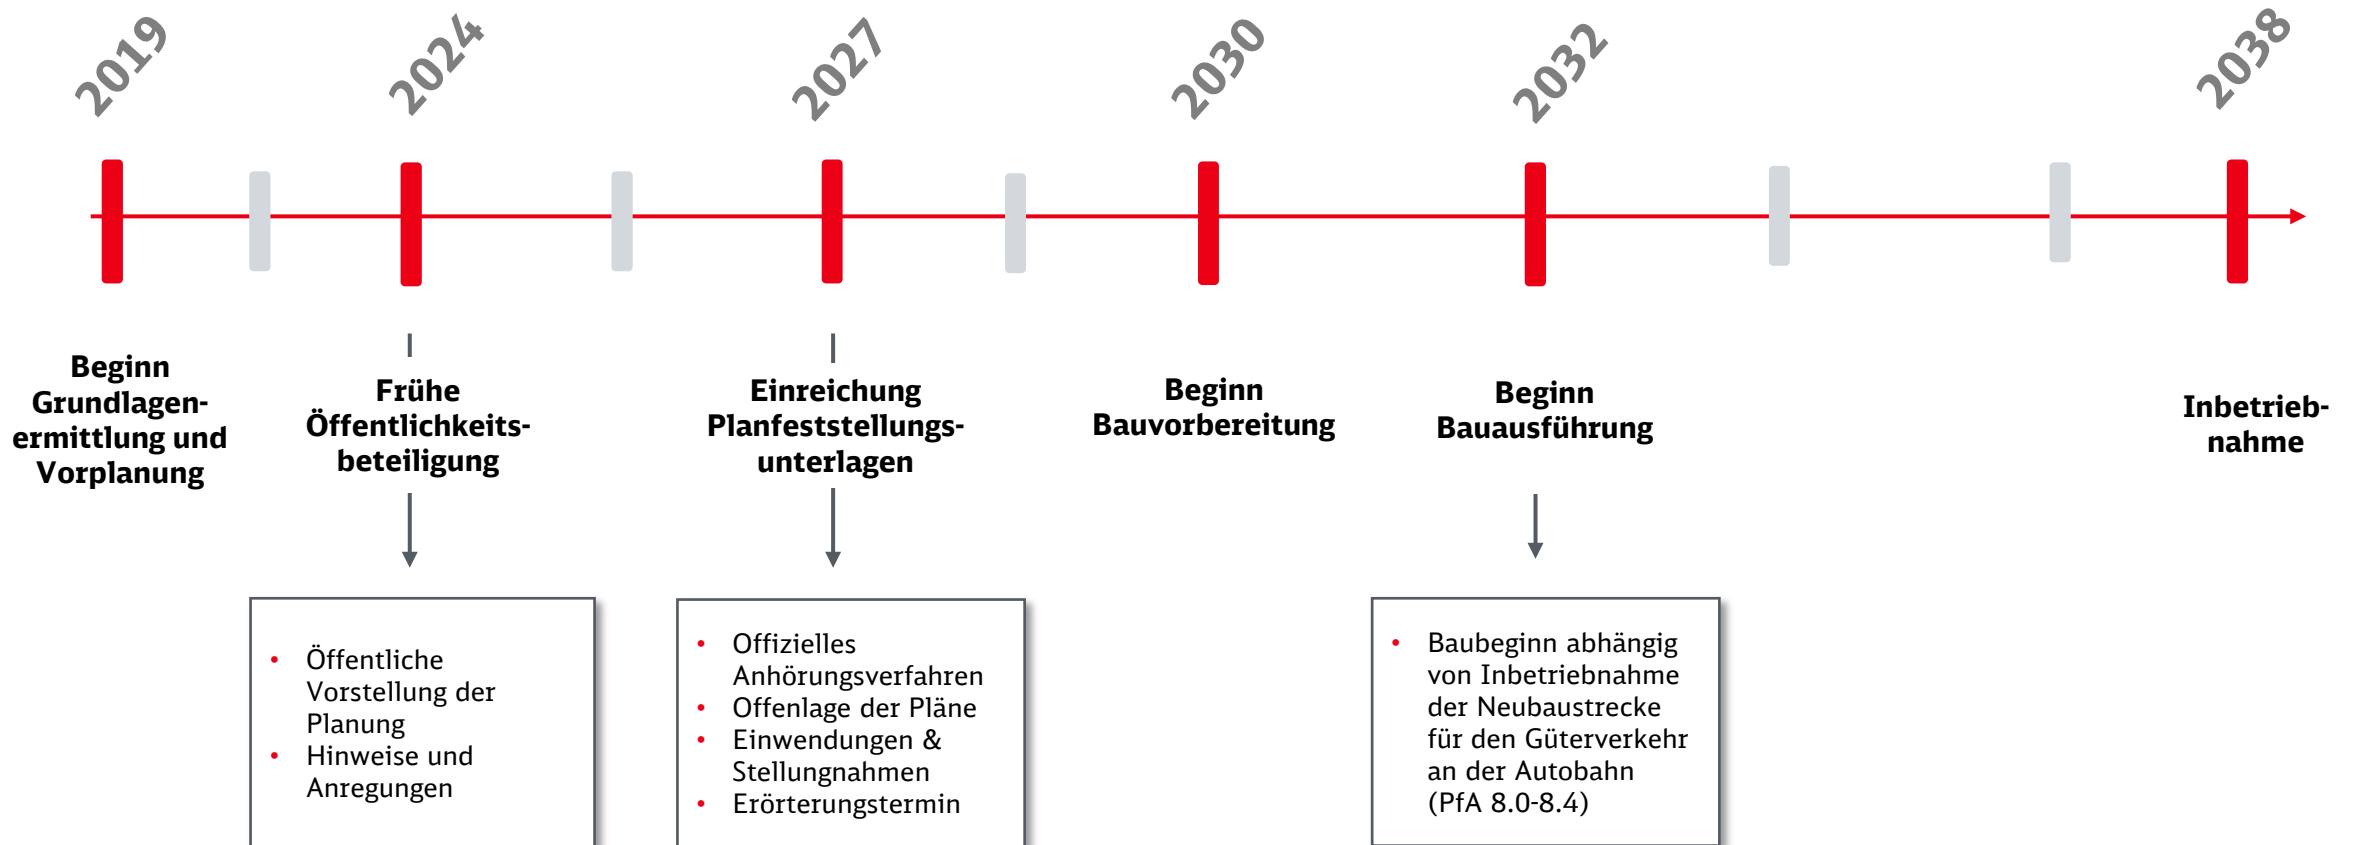 2019
2024
2027
2030
2032
2038
Beginn
Grundlagen-
ermittlung und
Vorplanung
Frühe
Öffentlichkeits-
beteiligung
Einreichung
Planfeststellungs-
unterlagen
Beginn
Bauvorbereitung
Beginn
Bauausführung
Inbetrieb-
nahme
• Öffentliche
Vorstellung der
Planung
• Hinweise und
Anregungen
• Offizielles
Anhörungsverfahren
• Offenlage der Pläne
• Einwendungen &
Stellungnahmen
• Erörterungstermin
• Baubeginn abhängig
von Inbetriebnahme
der Neubaustrecke
für den Güterverkehr
an der Autobahn
(PfA 8.0-8.4)